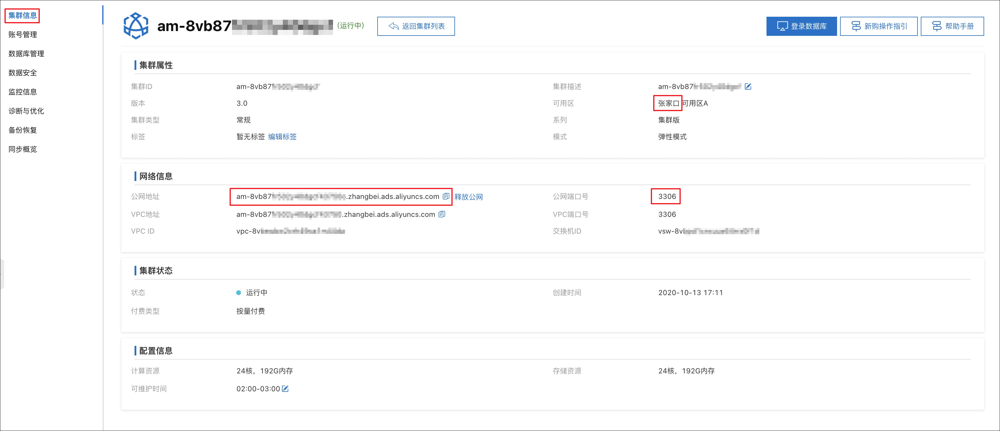 集群信息
账号管理
数据库管理
数据安全
监控信息
诊断与优化
备份恢复
同步概览
am-8vb87 (运行中) 返回集群列表 登录数据库 新购操作指引 帮助手册
集群属性
集群ID am-8vb87 集群描述 am-8vb87
版本 3.0 可用区 张家口 可用区A
集群类型 常规 系列 集群版
标签 暂无标签 编辑标签 模式 弹性模式
网络信息
公网地址 am-8vb87 .zhangbei.ads.aliyuncs.com 释放公网 公网端口号 3306
VPC地址 am-8vb87 .zhangbei.ads.aliyuncs.com VPC端口号 3306
VPC ID vpc-8v 交换机ID vsw-8v
集群状态
状态 运行中 创建时间 2020-10-13 17:11
付费类型 按量付费
配置信息
计算资源 24核，192G内存 存储资源 24核，192G内存
可维护时间 02:00-03:00